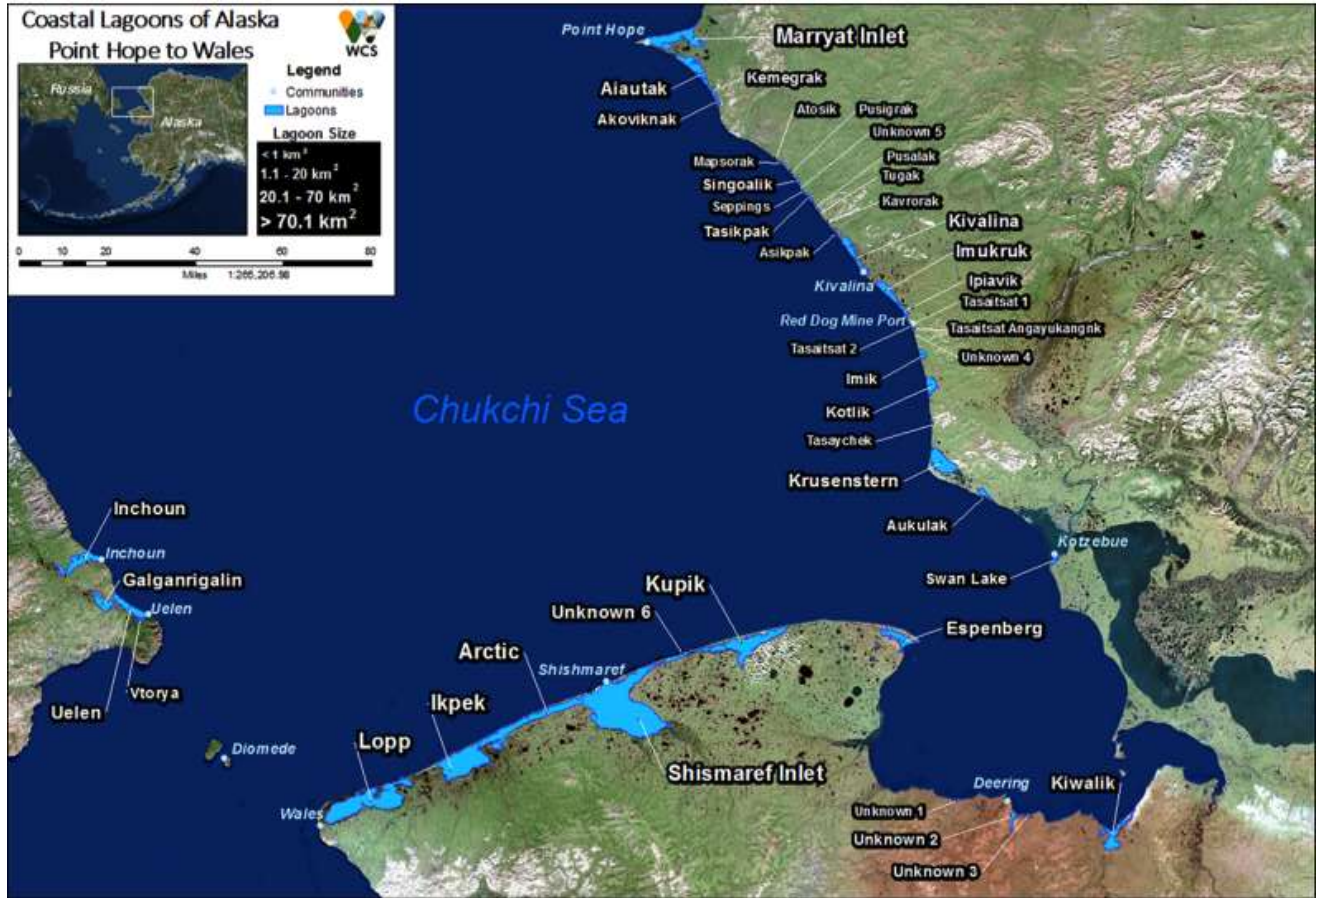 Coastal Lagoons of Alaska
Point Hope to Wales
WCS
Legend
Communities
Lagoons
Lagoon Size
< 1 km²
1.1 - 20 km²
20.1 - 70 km²
> 70.1 km²
Russia
Alaska
0 10 20 40 60 80
Miles
Point Hope
Marryat Inlet
Aiautak
Kemegrak
Akoviknak
Atosik
Pusigrak
Unknown 5
Mapsorak
Pusalak
Singoalik
Tugak
Seppings
Kavrorak
Tasikpak
Kivalina
Asikpak
Imukruk
Kivalina
Ipiavik
Tasaitsat 1
Red Dog Mine Port
Tasaitsat Angayukangnk
Tasaitsat 2
Unknown 4
Imik
Chukchi Sea
Kotlik
Tasaychek
Krusenstern
Inchoun
Aukulak
Kotzebue
Inchoun
Galganrigalin
Swan Lake
Kupik
Uelen
Unknown 6
Espenberg
Arctic
Shishmaref
Vtorya
Ikpek
Uelen
Lopp
Diomede
Shismaref Inlet
Deering
Kiwalik
Wales
Unknown 1
Unknown 2
Unknown 3